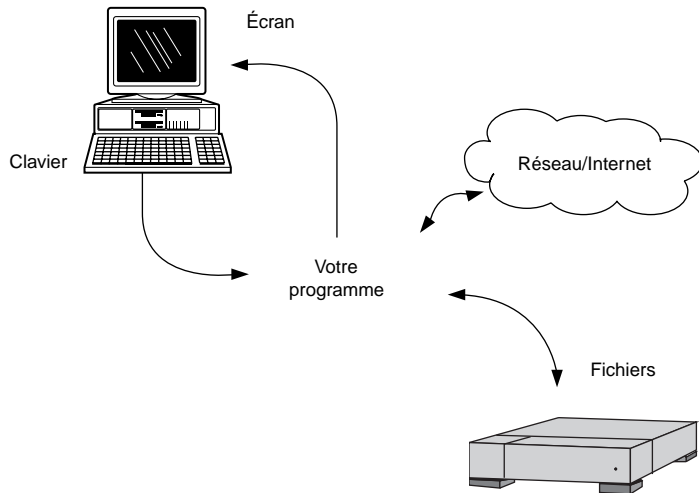 Écran
Clavier
Réseau/Internet
Votre
programme
Fichiers